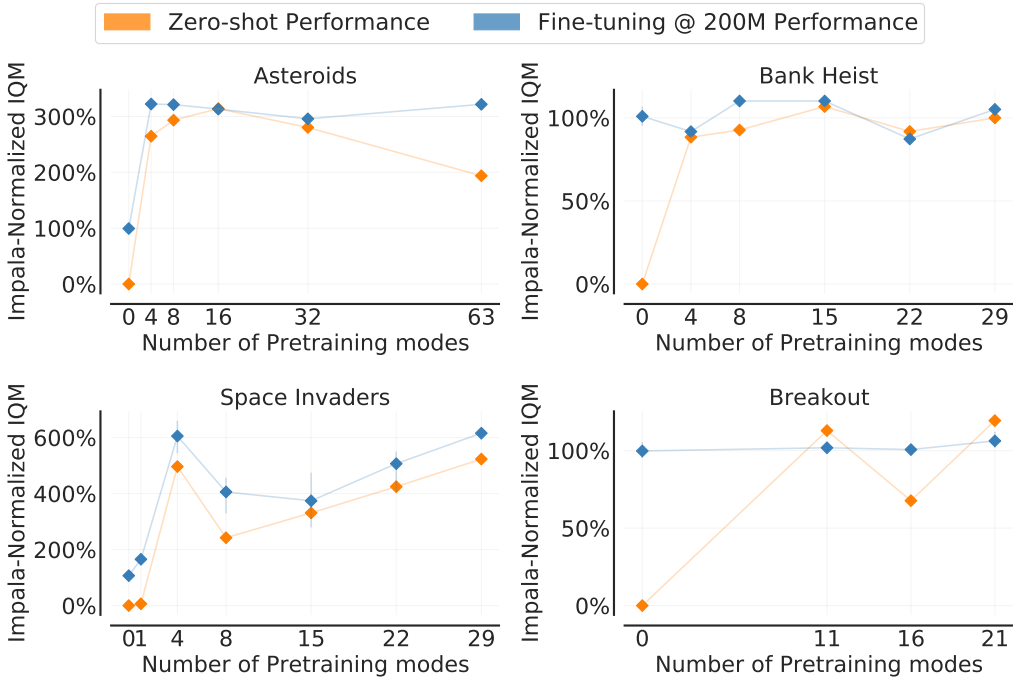 Zero-shot Performance   Fine-tuning @ 200M Performance
Asteroids
Impala-Normalized IQM
300%
200%
100%
0%
0 4 8 16 32 63
Number of Pretraining modes
Bank Heist
Impala-Normalized IQM
100%
50%
0%
0 4 8 15 22 29
Number of Pretraining modes
Space Invaders
Impala-Normalized IQM
600%
400%
200%
0%
0 1 4 8 15 22 29
Number of Pretraining modes
Breakout
Impala-Normalized IQM
100%
50%
0%
0 11 16 21
Number of Pretraining modes